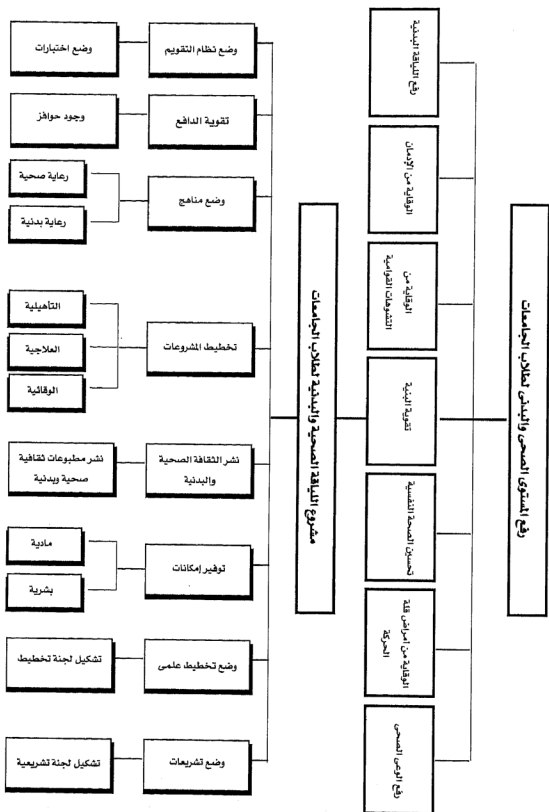 رفع المستوى الصحى والبدنى لطلاب الجامعات
رفع اللياقة البدنية
الوقاية من الإدمان
الوقاية من
التشوهات القوامية
تقوية البنية
تحسين الصحة النفسية
الوقاية من أمراض قلة
الحركة
رفع الوعى الصحى
مشروع اللياقة الصحية والبدنية لطلاب الجامعات
وضع نظام التقويم
وضع اختبارات
تقوية الدافع
وجود حوافز
وضع مناهج
رعاية صحية
رعاية بدنية
تخطيط المشروعات
التأهيلية
العلاجية
الوقائية
نشر الثقافة الصحية
والبدنية
نشر مطبوعات ثقافية
صحية وبدنية
توفير إمكانات
مادية
بشرية
وضع تخطيط علمى
تشكيل لجنة تخطيط
وضع تشريعات
تشكيل لجنة تشريعية